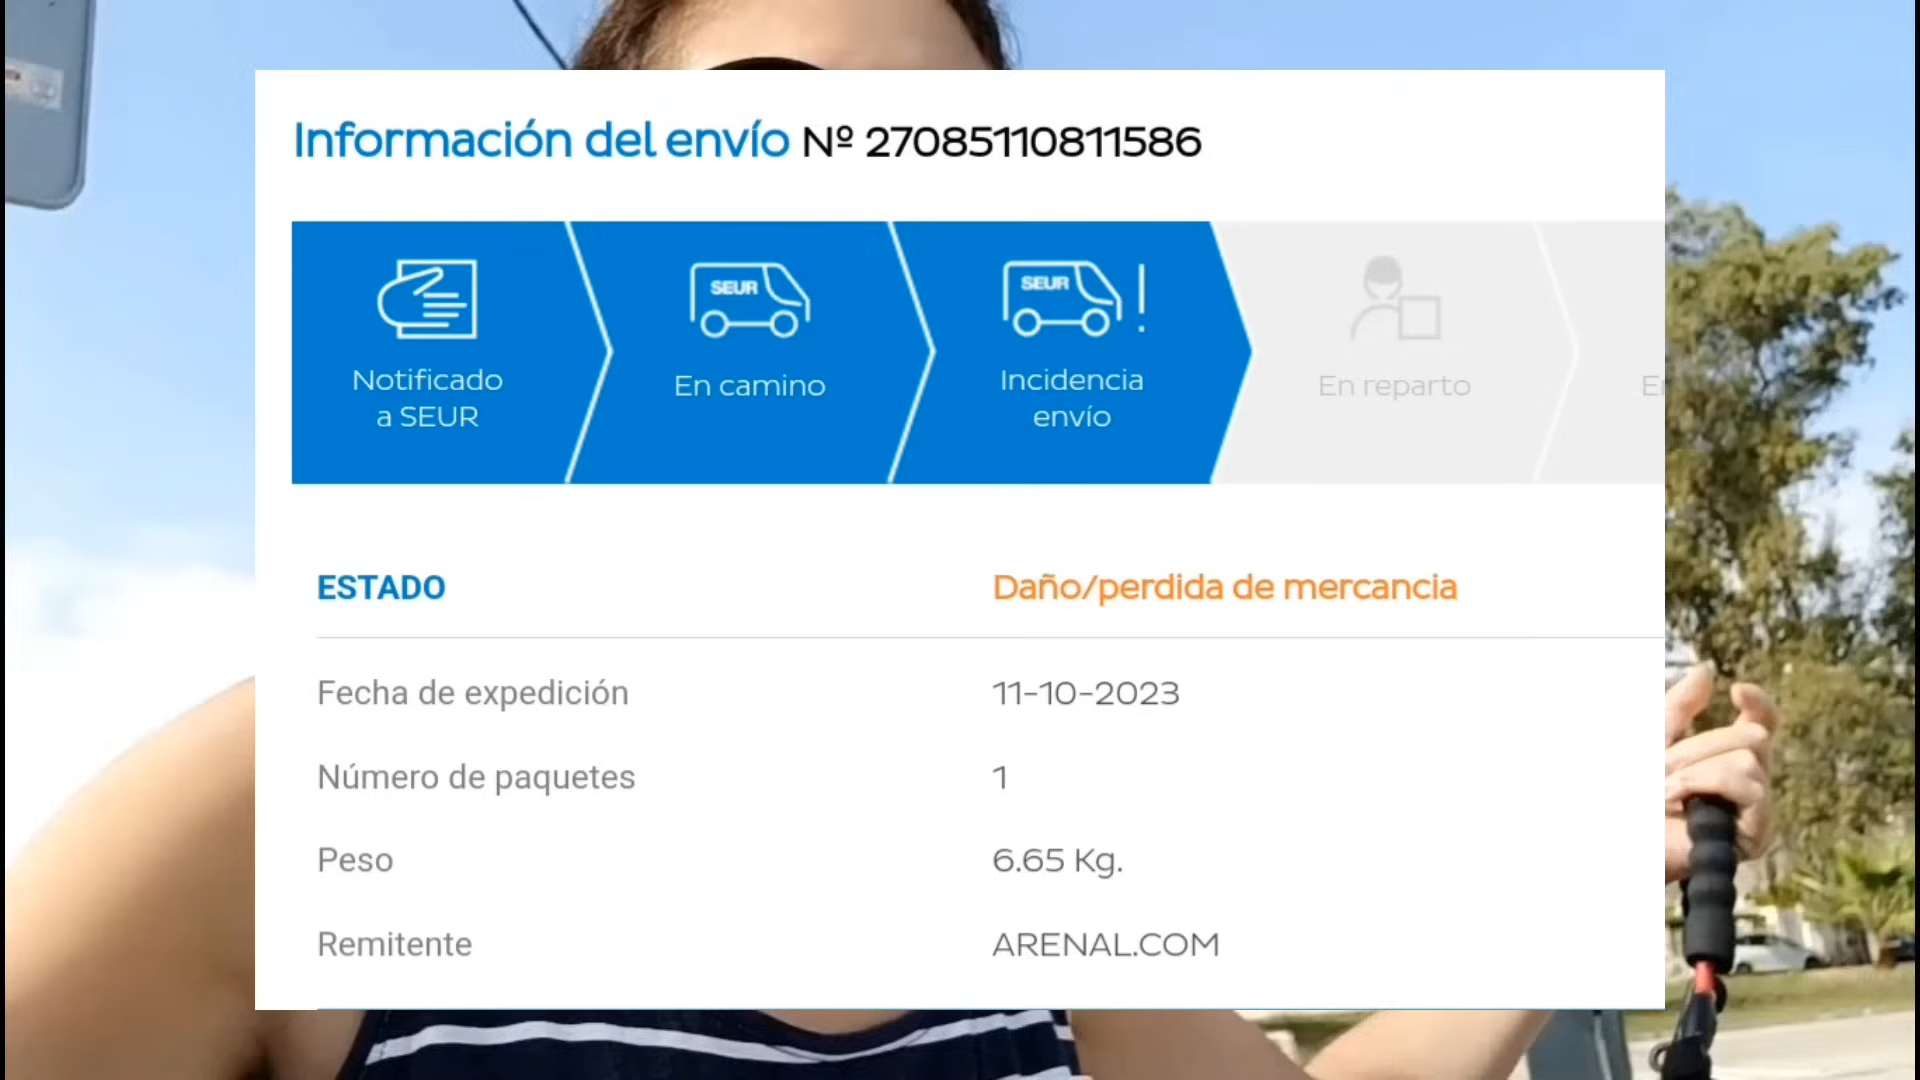 Información del envío Nº 27085110811586
SEUR
SEUR
Notificado
a SEUR
En camino
Incidencia
envío
En reparto
ESTADO
Daño/perdida de mercancia
Fecha de expedición
11-10-2023
Número de paquetes
1
Peso
6.65 Kg.
Remitente
ARENAL.COM